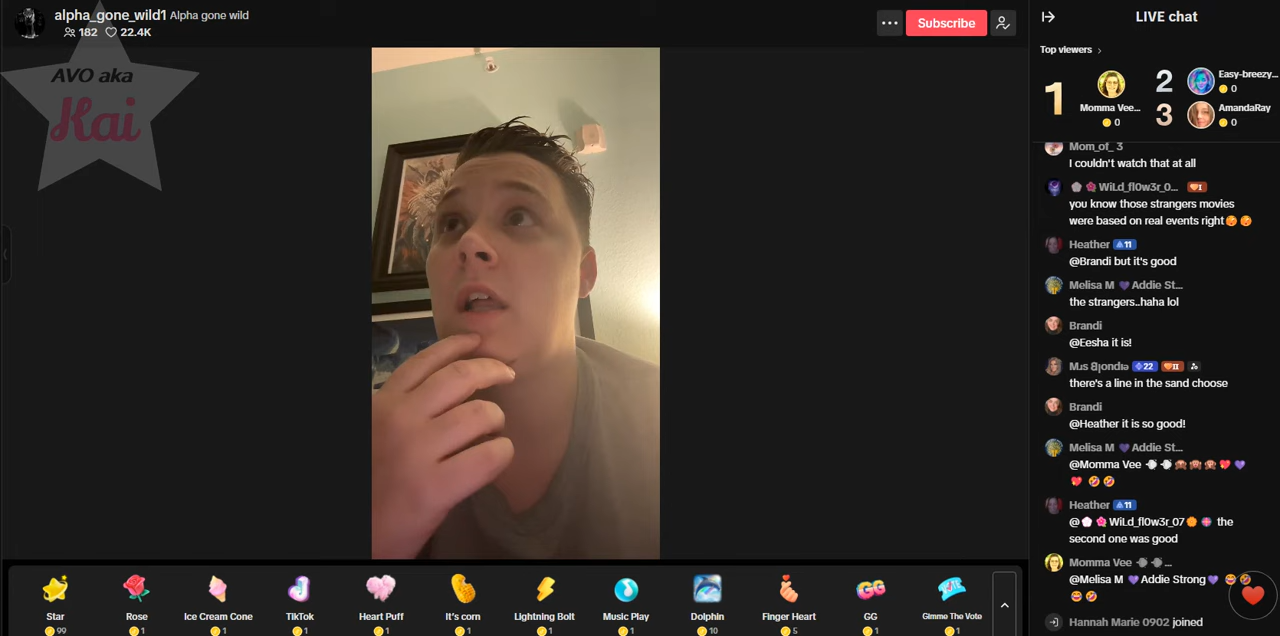 alpha_gone_wild1 Alpha gone wild
182 22.4K
AVO aka
Kai
Subscribe
LIVE chat
Top viewers
1
Momma Vee...
0
2
Easy-breezy...
0
3
AmandaRay
0
Mom_of_ 3
I couldn't watch that at all
WiLd_fl0w3r_0... I
you know those strangers movies
were based on real events right
Heather 11
@Brandi but it's good
Melisa M Addie St...
the strangers..haha lol
Brandi
@Eesha it is!
22 II
there's a line in the sand choose
Brandi
@Heather it is so good!
Melisa M Addie St...
@Momma Vee
Heather 11
@ WiLd_fl0w3r_07 the
second one was good
Momma Vee ...
@Melisa M Addie Strong
Hannah Marie 0902 joined
Star
99
Rose
1
Ice Cream Cone
1
TikTok
1
Heart Puff
1
It's corn
1
Lightning Bolt
1
Music Play
1
Dolphin
10
Finger Heart
5
GG
GG
1
Gimme The Vote
1